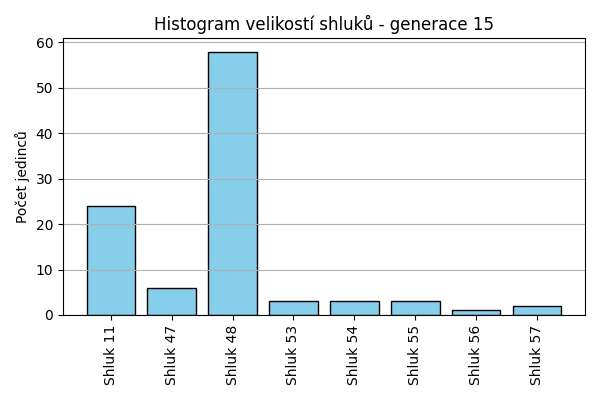 Histogram velikostí shluků - generace 15
Počet jedinců
60
50
40
30
20
10
0
Shluk 11
Shluk 47
Shluk 48
Shluk 53
Shluk 54
Shluk 55
Shluk 56
Shluk 57